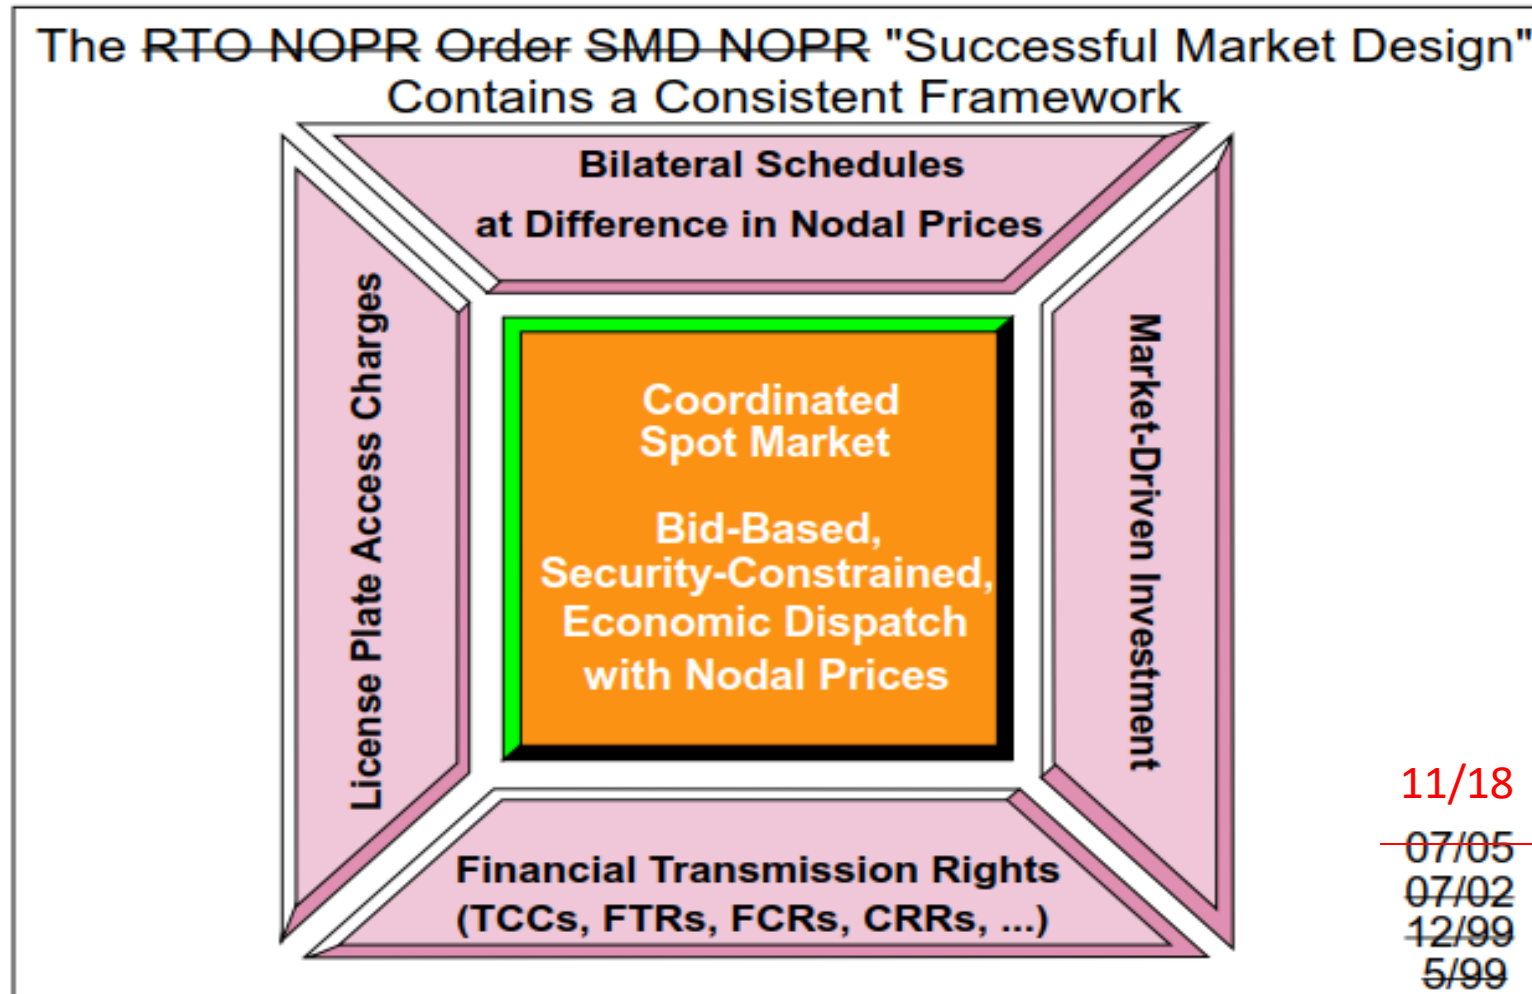 The RTO NOPR Order SMD NOPR "Successful Market Design"
Contains a Consistent Framework
Bilateral Schedules
at Difference in Nodal Prices
License Plate Access Charges
Coordinated
Spot Market
Bid-Based,
Security-Constrained,
Economic Dispatch
with Nodal Prices
Market-Driven Investment
Financial Transmission Rights
(TCCs, FTRs, FCRs, CRRs, ...)
11/18
07/05
07/02
12/99
5/99